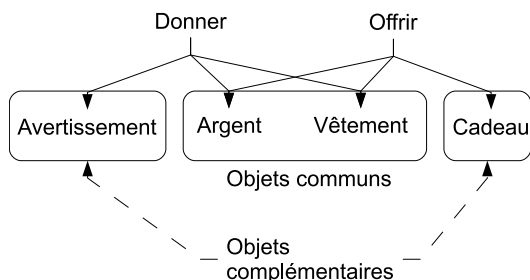 Donner Offrir
Avertissement Argent Vêtement Cadeau
Objets communs
Objets
complémentaires